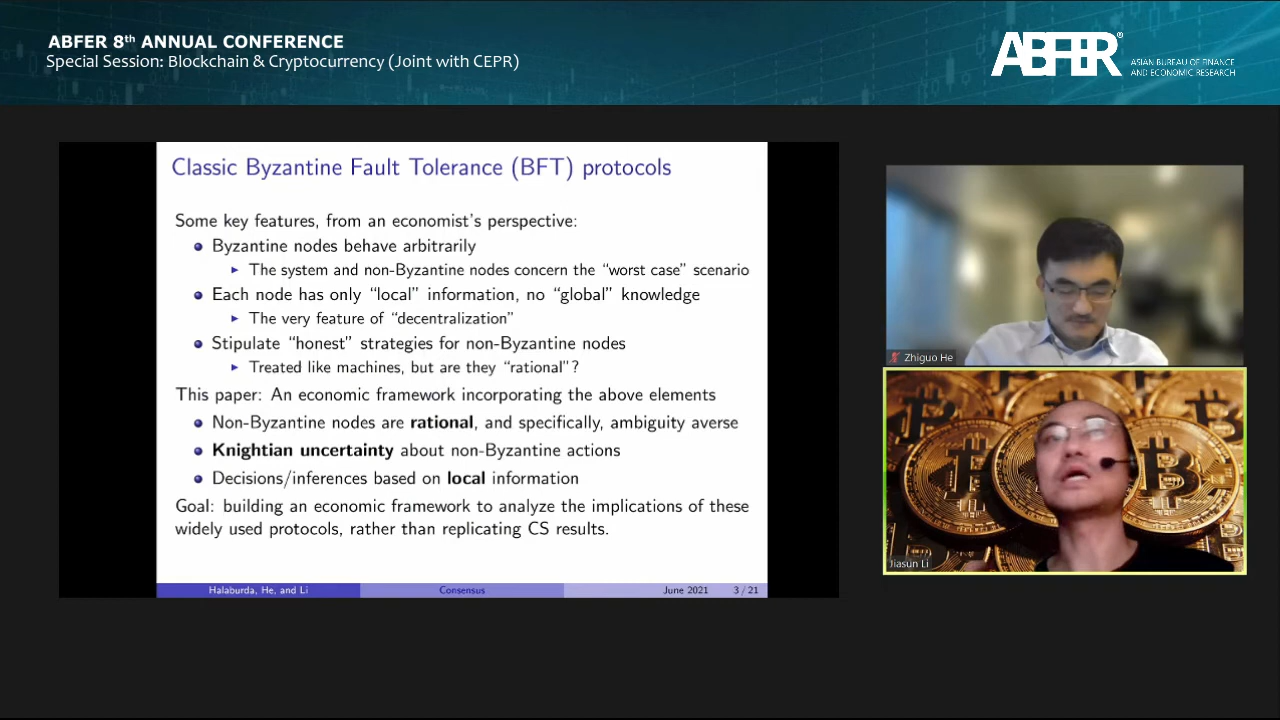 ABFER 8th ANNUAL CONFERENCE
Special Session: Blockchain & Cryptocurrency (Joint with CEPR)
ABFER®
ASIAN BUREAU OF FINANCE
AND ECONOMIC RESEARCH
Classic Byzantine Fault Tolerance (BFT) protocols
Some key features, from an economist's perspective:
Byzantine nodes behave arbitrarily
The system and non-Byzantine nodes concern the “worst case” scenario
Each node has only “local” information, no “global” knowledge
The very feature of “decentralization”
Stipulate “honest” strategies for non-Byzantine nodes
Treated like machines, but are they “rational”?
This paper: An economic framework incorporating the above elements
Non-Byzantine nodes are rational, and specifically, ambiguity averse
Knightian uncertainty about non-Byzantine actions
Decisions/inferences based on local information
Goal: building an economic framework to analyze the implications of these
widely used protocols, rather than replicating CS results.
Halaburda, He, and Li
Consensus
June 2021
3 / 21
Zhiguo He
Jiasun Li